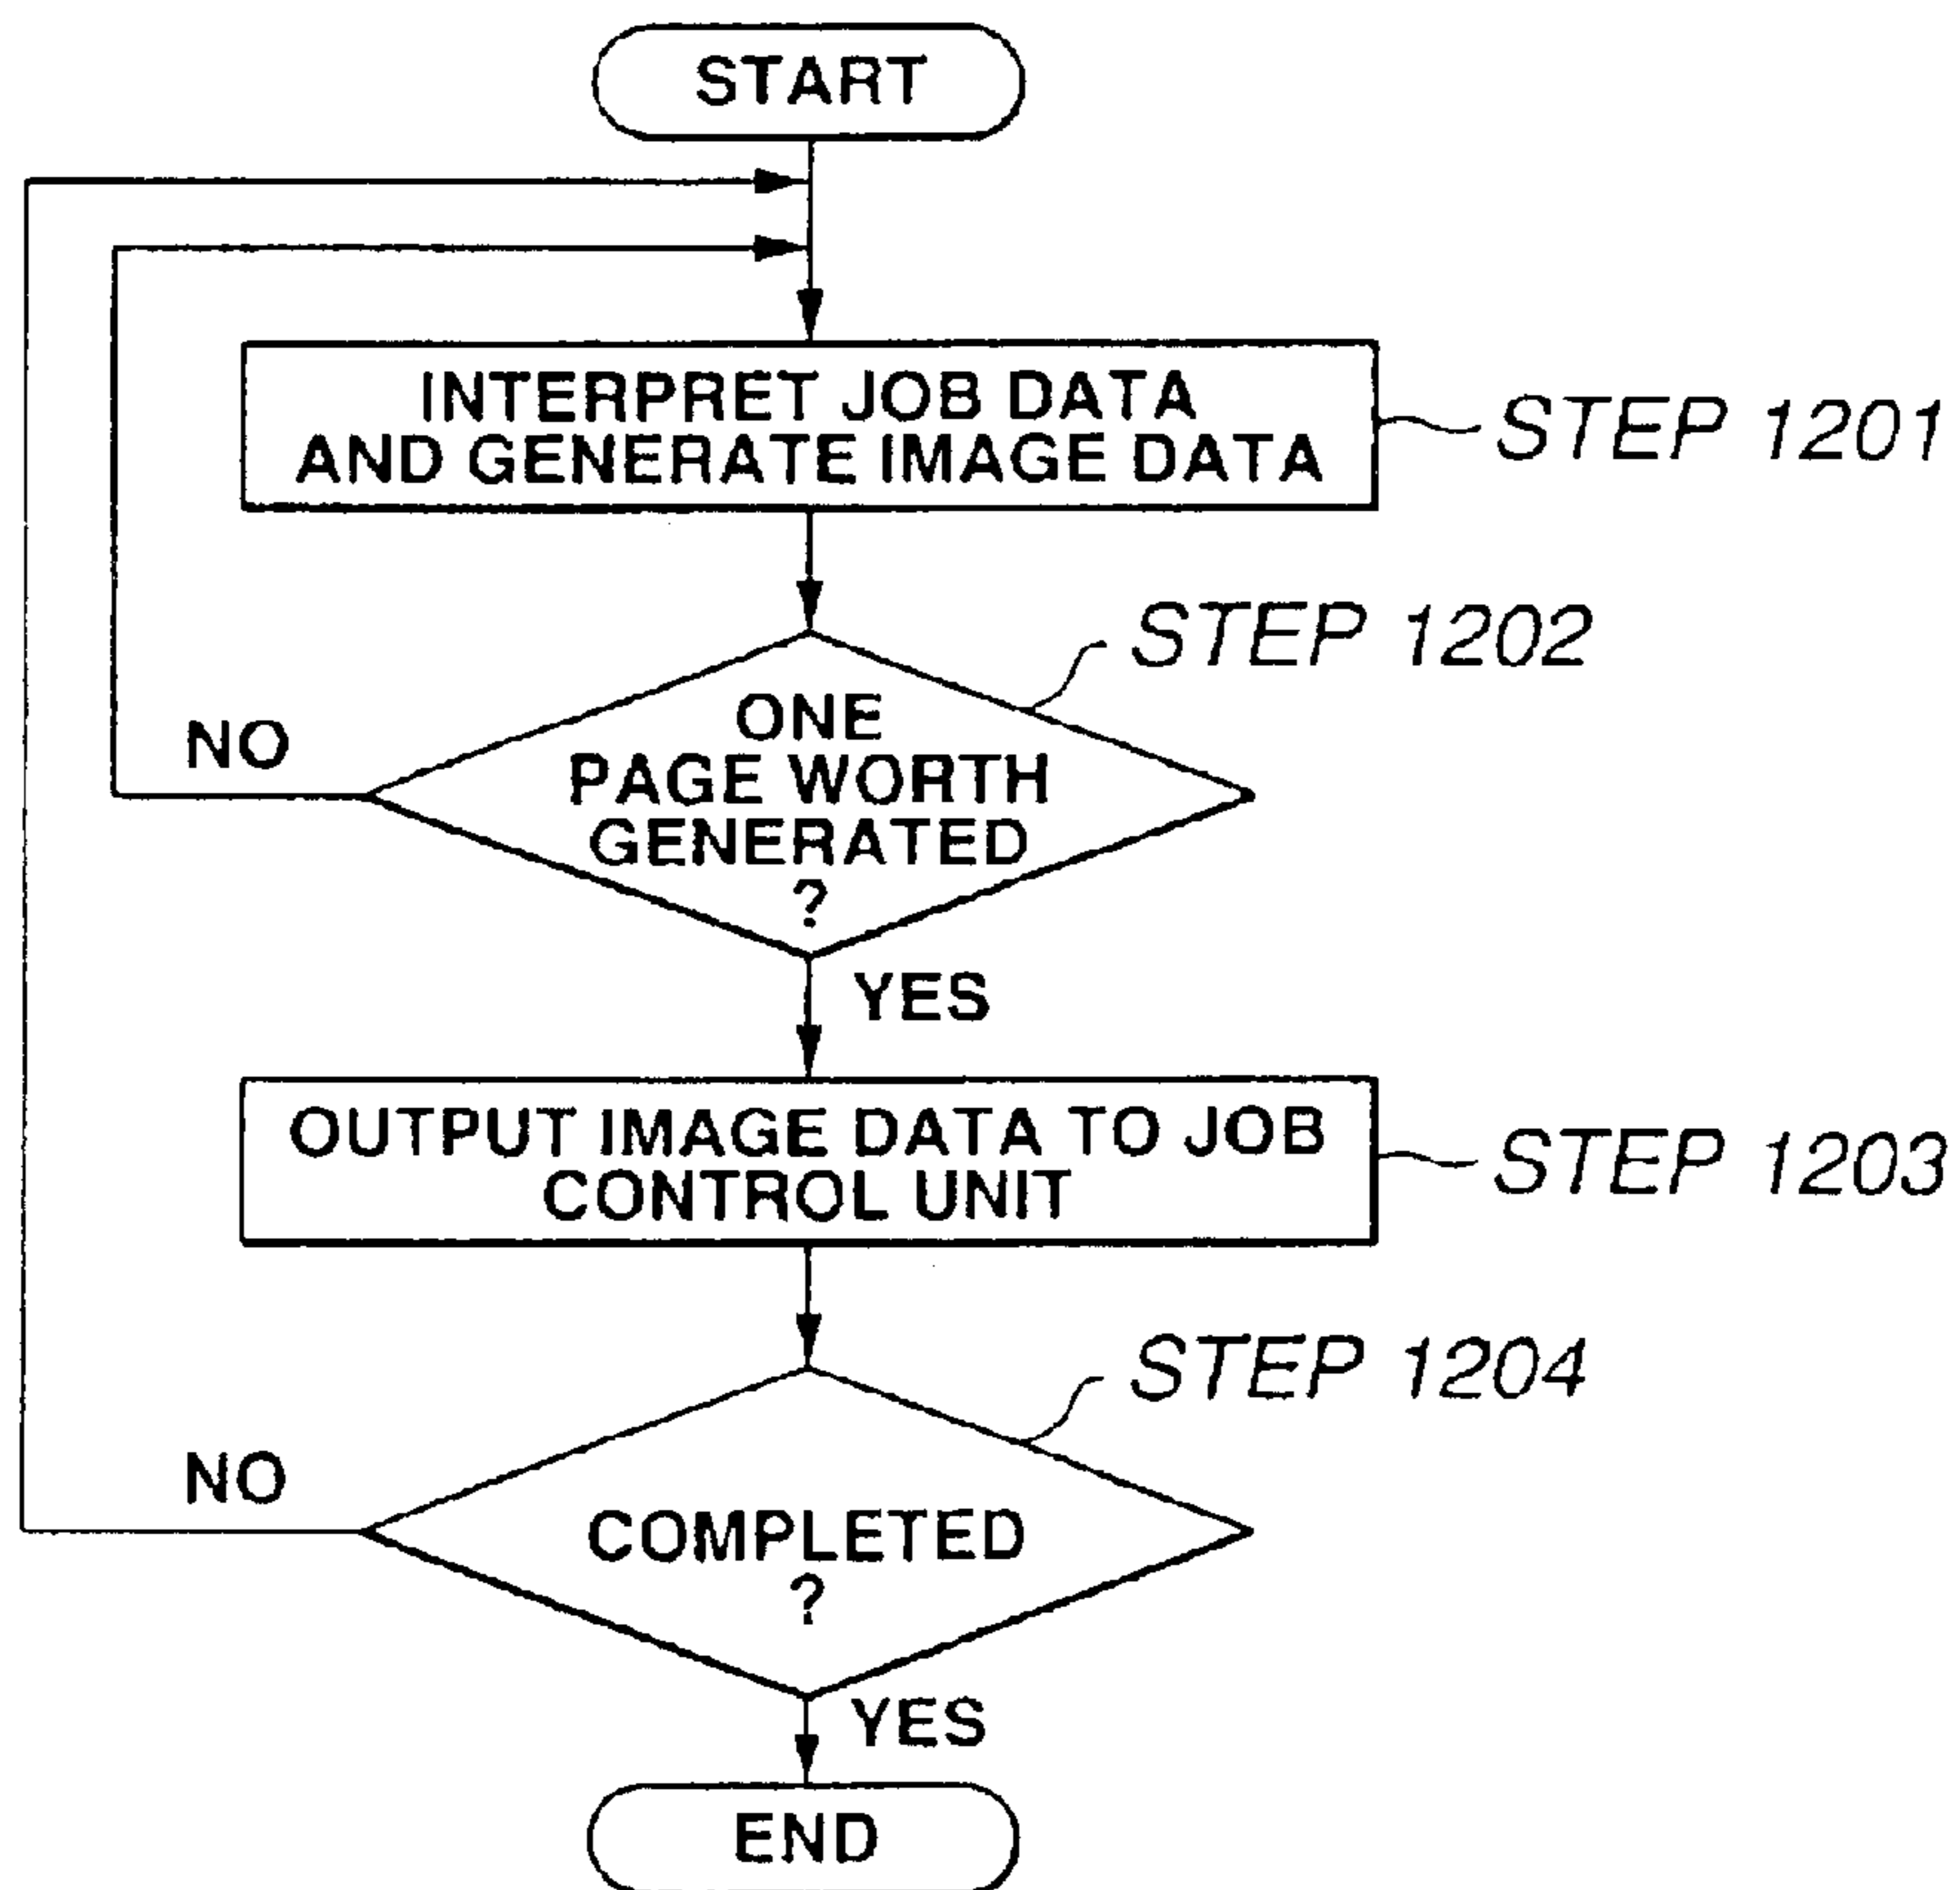 START
INTERPRET JOB DATA
AND GENERATE IMAGE DATA
STEP 1201
STEP 1202
ONE
PAGE WORTH
GENERATED
?
NO
YES
OUTPUT IMAGE DATA TO JOB
CONTROL UNIT
STEP 1203
STEP 1204
COMPLETED
?
NO
YES
END